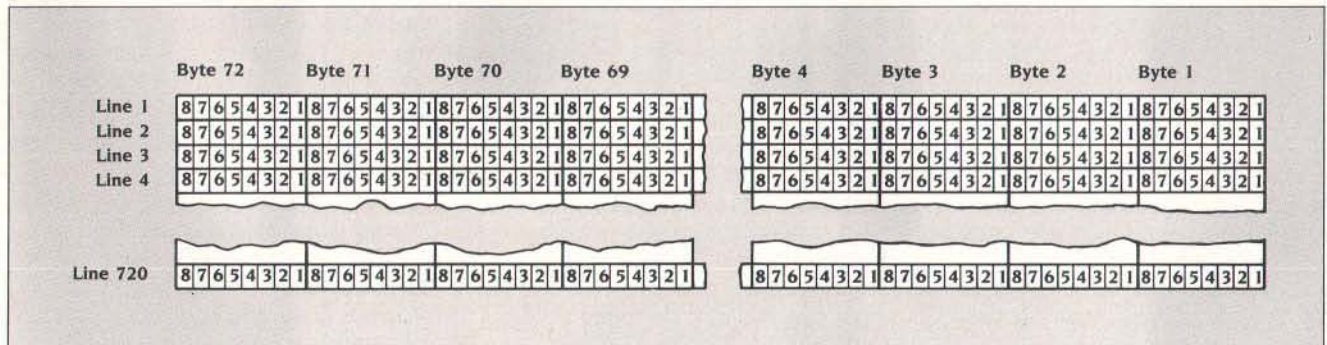 Byte 72 Byte 71 Byte 70 Byte 69 Byte 4 Byte 3 Byte 2 Byte 1
Line 1 8 7 6 5 4 3 2 1 8 7 6 5 4 3 2 1 8 7 6 5 4 3 2 1 8 7 6 5 4 3 2 1 8 7 6 5 4 3 2 1 8 7 6 5 4 3 2 1 8 7 6 5 4 3 2 1 8 7 6 5 4 3 2 1
Line 2 8 7 6 5 4 3 2 1 8 7 6 5 4 3 2 1 8 7 6 5 4 3 2 1 8 7 6 5 4 3 2 1 8 7 6 5 4 3 2 1 8 7 6 5 4 3 2 1 8 7 6 5 4 3 2 1 8 7 6 5 4 3 2 1
Line 3 8 7 6 5 4 3 2 1 8 7 6 5 4 3 2 1 8 7 6 5 4 3 2 1 8 7 6 5 4 3 2 1 8 7 6 5 4 3 2 1 8 7 6 5 4 3 2 1 8 7 6 5 4 3 2 1 8 7 6 5 4 3 2 1
Line 4 8 7 6 5 4 3 2 1 8 7 6 5 4 3 2 1 8 7 6 5 4 3 2 1 8 7 6 5 4 3 2 1 8 7 6 5 4 3 2 1 8 7 6 5 4 3 2 1 8 7 6 5 4 3 2 1 8 7 6 5 4 3 2 1
Line 720 8 7 6 5 4 3 2 1 8 7 6 5 4 3 2 1 8 7 6 5 4 3 2 1 8 7 6 5 4 3 2 1 8 7 6 5 4 3 2 1 8 7 6 5 4 3 2 1 8 7 6 5 4 3 2 1 8 7 6 5 4 3 2 1